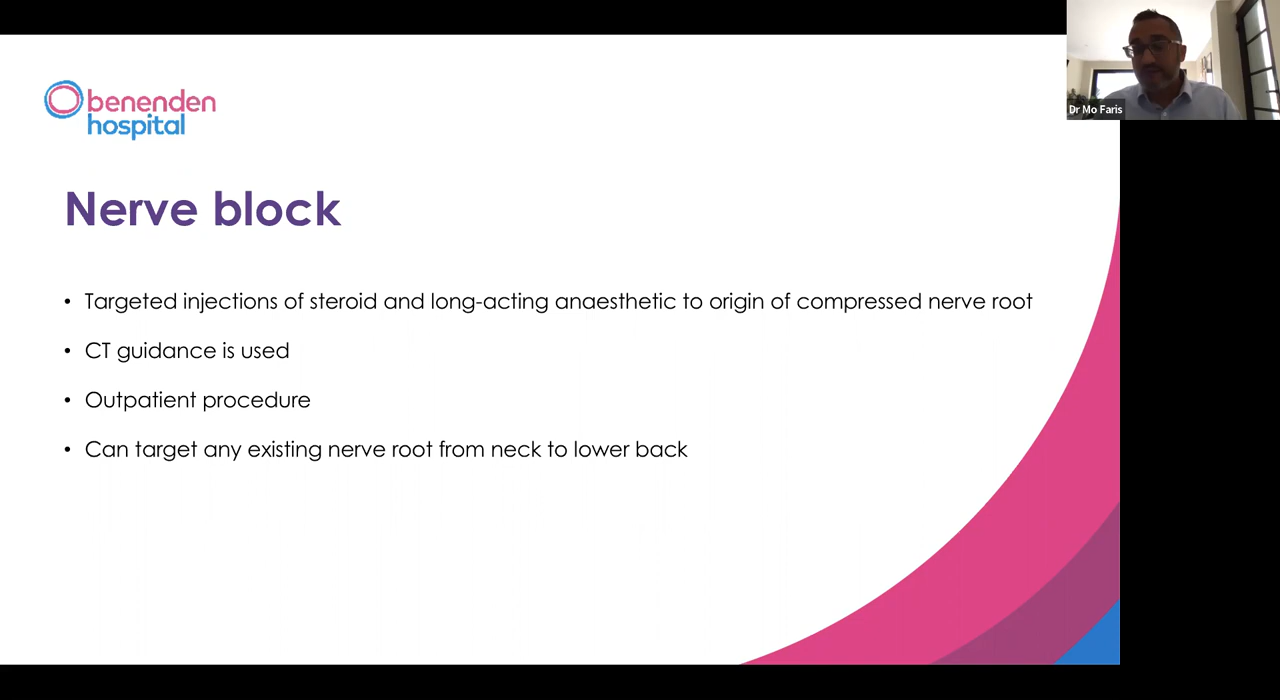 benenden
hospital
Dr Mo Faris
Nerve block
• Targeted injections of steroid and long-acting anaesthetic to origin of compressed nerve root
• CT guidance is used
• Outpatient procedure
• Can target any existing nerve root from neck to lower back